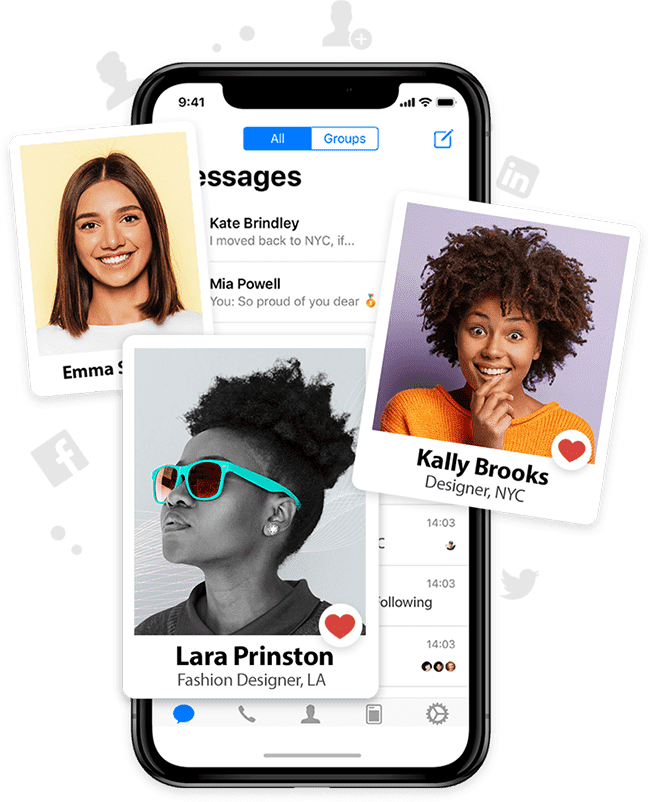 9:41
All
Groups
essages
Kate Brindley
I moved back to NYC, if...
Mia Powell
You: So proud of you dear
Emma
Kally Brooks
Designer, NYC
14:03
14:03
Following
14:03
Lara Prinston
Fashion Designer, LA
in
f